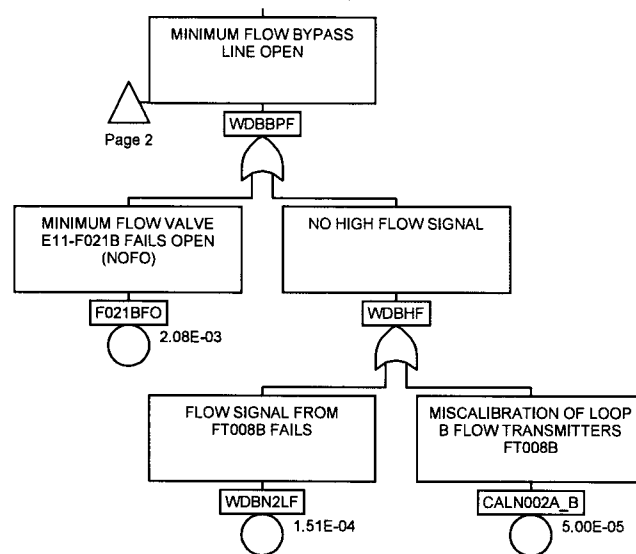 MINIMUM FLOW BYPASS
LINE OPEN
Page 2
WDBBPF
MINIMUM FLOW VALVE
E11-F021B FAILS OPEN
(NOFO)
NO HIGH FLOW SIGNAL
F021BFO
2.08E-03
WDBHF
FLOW SIGNAL FROM
FT008B FAILS
MISCALIBRATION OF LOOP
B FLOW TRANSMITTERS
FT008B
WDBN2LF
1.51E-04
CALN002A_B
5.00E-05